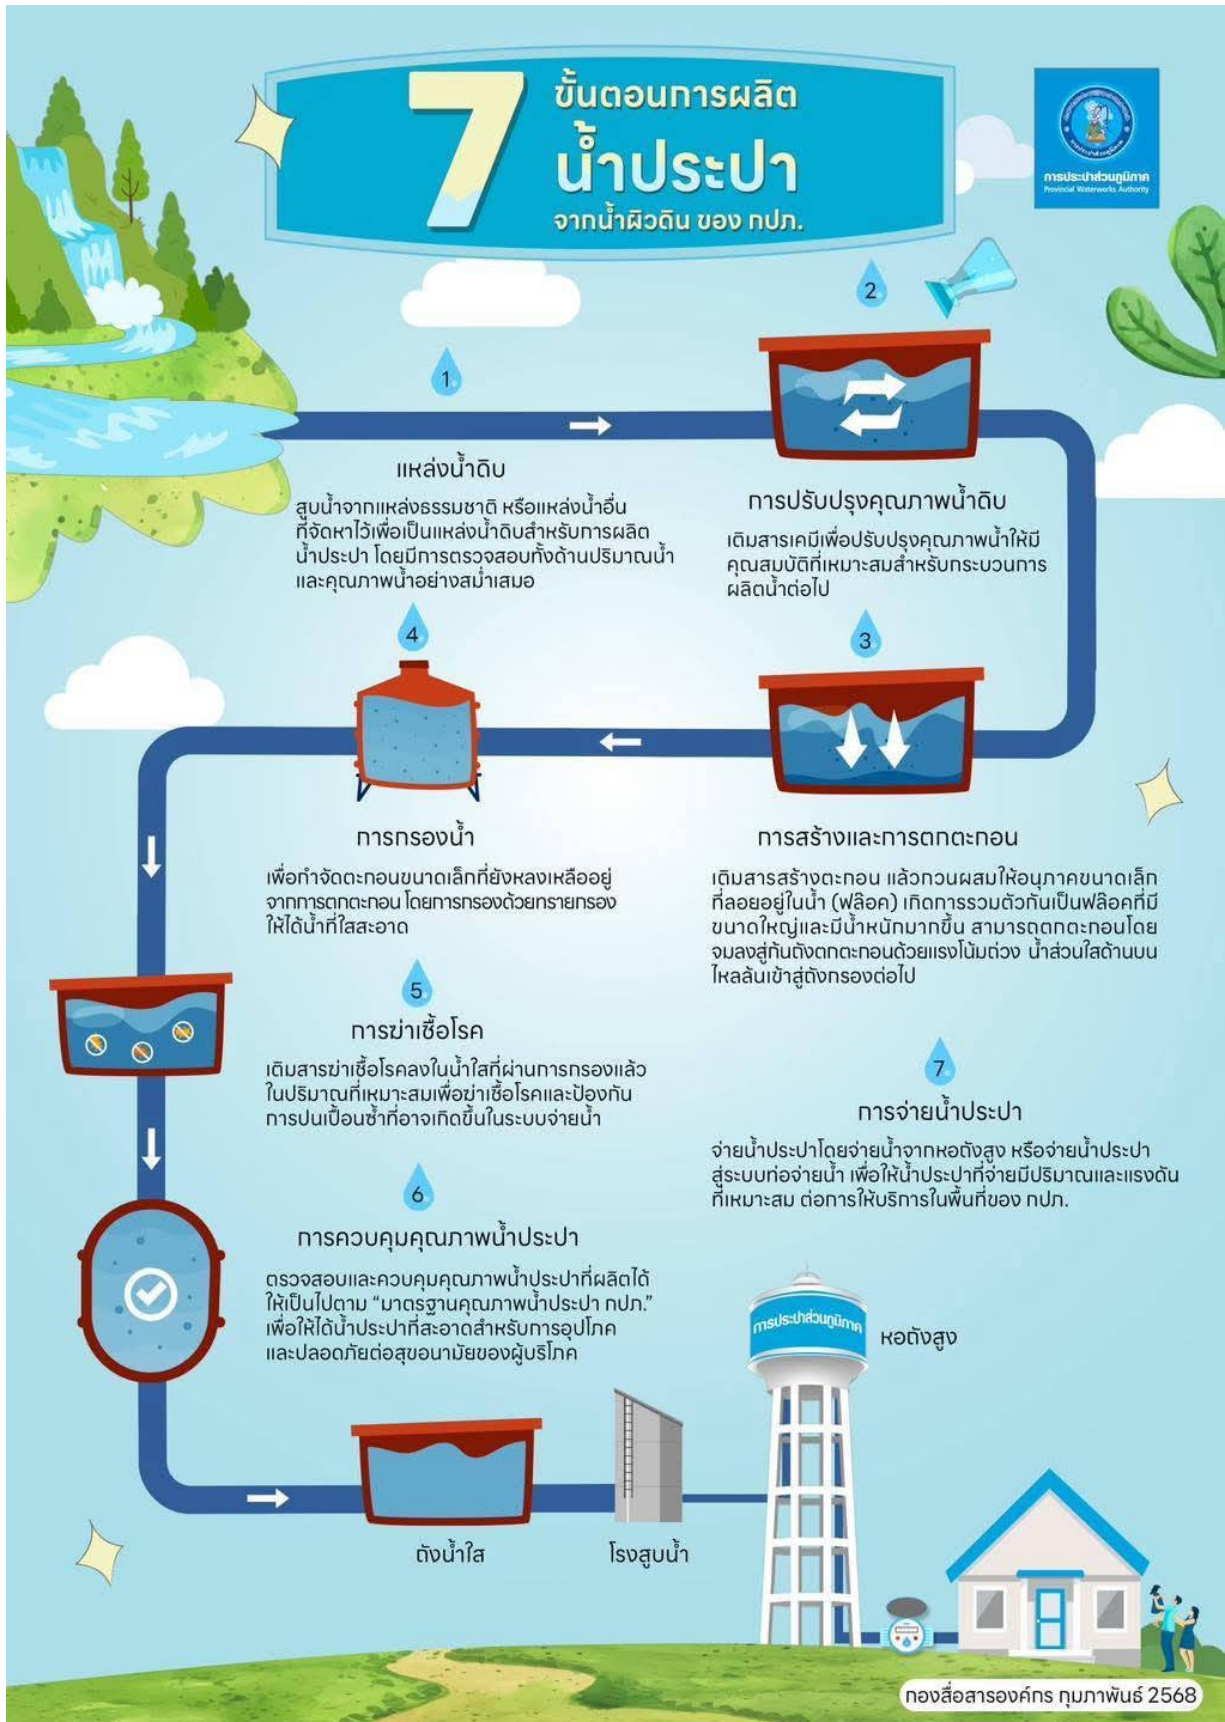 7
ขั้นตอนการผลิต
น้ำประปา
จากน้ำผิวดิน ของ กปภ.
การประปาส่วนภูมิภาค
Provincial Waterworks Authority
1.
แหล่งน้ำดิบ
สูบน้ำจากแหล่งธรรมชาติ หรือแหล่งน้ำอื่น
ที่จัดหาไว้เพื่อเป็นแหล่งน้ำดิบสำหรับการผลิต
น้ำประปา โดยมีการตรวจสอบทั้งด้านปริมาณน้ำ
และคุณภาพน้ำอย่างสม่ำเสมอ
2.
การปรับปรุงคุณภาพน้ำดิบ
เติมสารเคมีเพื่อปรับปรุงคุณภาพน้ำให้มี
คุณสมบัติที่เหมาะสมสำหรับกระบวนการ
ผลิตน้ำต่อไป
3.
การสร้างและการตกตะกอน
เติมสารสร้างตะกอน แล้วกวนผสมให้อนุภาคขนาดเล็ก
ที่ลอยอยู่ในน้ำ (ฟล๊อค) เกิดการรวมตัวกันเป็นฟล๊อคที่มี
ขนาดใหญ่และมีน้ำหนักมากขึ้น สามารถตกตะกอนโดย
จมลงสู่ก้นถังตกตะกอนด้วยแรงโน้มถ่วง น้ำส่วนใสด้านบน
ไหลล้นเข้าสู่ถังกรองต่อไป
4.
การกรองน้ำ
เพื่อกำจัดตะกอนขนาดเล็กที่ยังหลงเหลืออยู่
จากการตกตะกอน โดยการกรองด้วยทรายกรอง
ให้ได้น้ำที่ใสสะอาด
5.
การฆ่าเชื้อโรค
เติมสารฆ่าเชื้อโรคลงในน้ำใสที่ผ่านการกรองแล้ว
ในปริมาณที่เหมาะสมเพื่อฆ่าเชื้อโรคและป้องกัน
การปนเปื้อนซ้ำที่อาจเกิดขึ้นในระบบจ่ายน้ำ
6.
การควบคุมคุณภาพน้ำประปา
ตรวจสอบและควบคุมคุณภาพน้ำประปาที่ผลิตได้
ให้เป็นไปตาม “มาตรฐานคุณภาพน้ำประปา กปภ.”
เพื่อให้ได้น้ำประปาที่สะอาดสำหรับการอุปโภค
และปลอดภัยต่อสุขอนามัยของผู้บริโภค
7.
การจ่ายน้ำประปา
จ่ายน้ำประปาโดยจ่ายน้ำจากหอถังสูง หรือจ่ายน้ำประปา
สู่ระบบท่อจ่ายน้ำ เพื่อให้น้ำประปาที่จ่ายมีปริมาณและแรงดัน
ที่เหมาะสม ต่อการให้บริการในพื้นที่ของ กปภ.
การประปาส่วนภูมิภาค
หอถังสูง
ถังน้ำใส
โรงสูบน้ำ
กองสื่อสารองค์กร กุมภาพันธ์ 2568